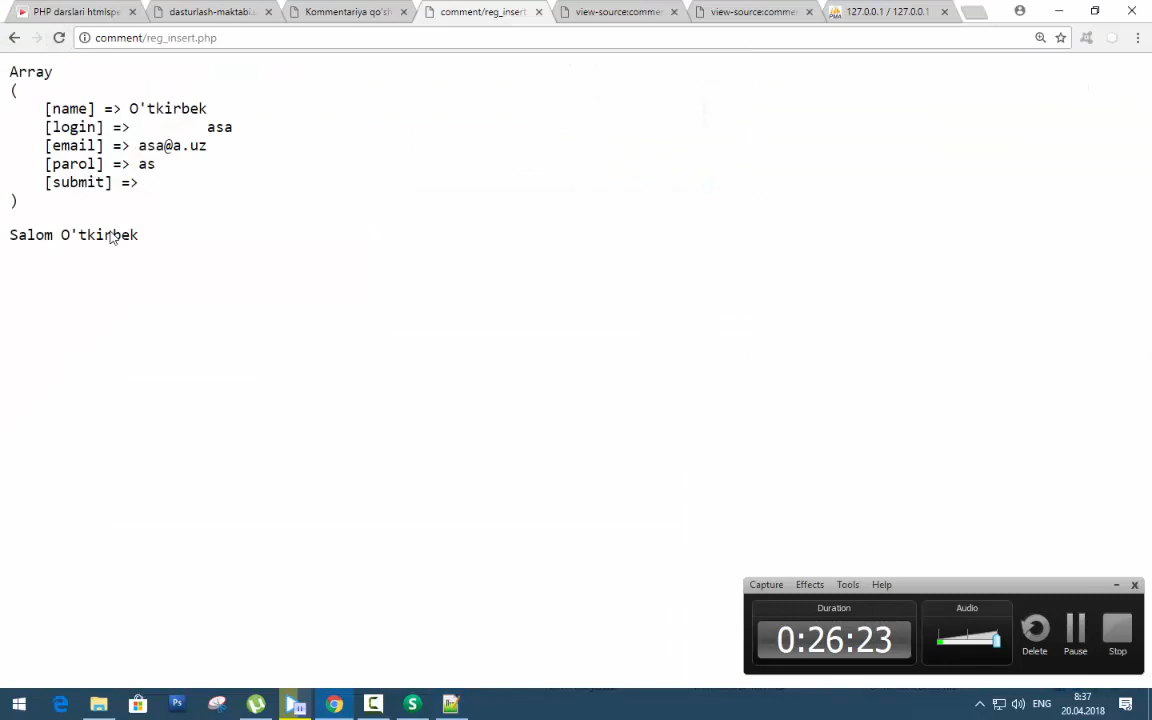 PHP darslari htmlspe
dasturlash-maktabi.
Kommentariya qo'sh
comment/reg_insert.
view-source:comme
view-source:comme
127.0.0.1 / 127.0.0.1
comment/reg_insert.php
Array
(
[name] => O'tkirbek
[login] => asa
[email] => asa@a.uz
[parol] => as
[submit] =>
)
Salom O'tkirbek
Capture Effects Tools Help
Duration
Audio
0:26:23
Delete
Pause
Stop
ENG
8:37
20.04.2018